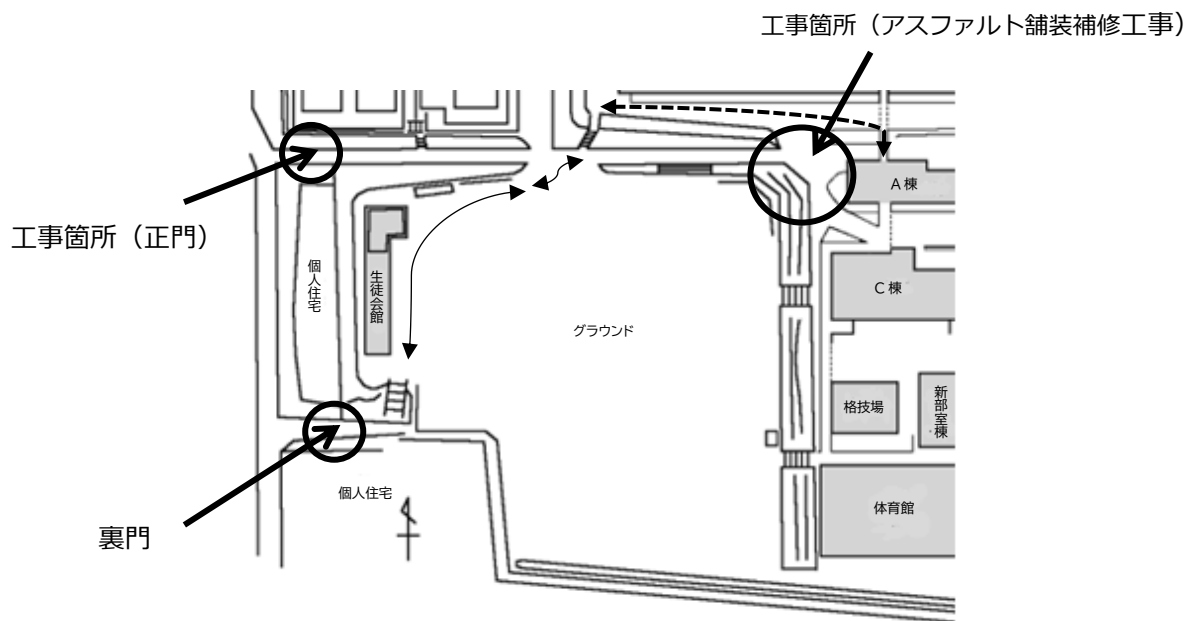 工事箇所（アスファルト舗装補修工事）
A棟
工事箇所（正門）
個人住宅
生徒会館
C棟
グラウンド
格技場
新部室棟
個人住宅
体育館
裏門